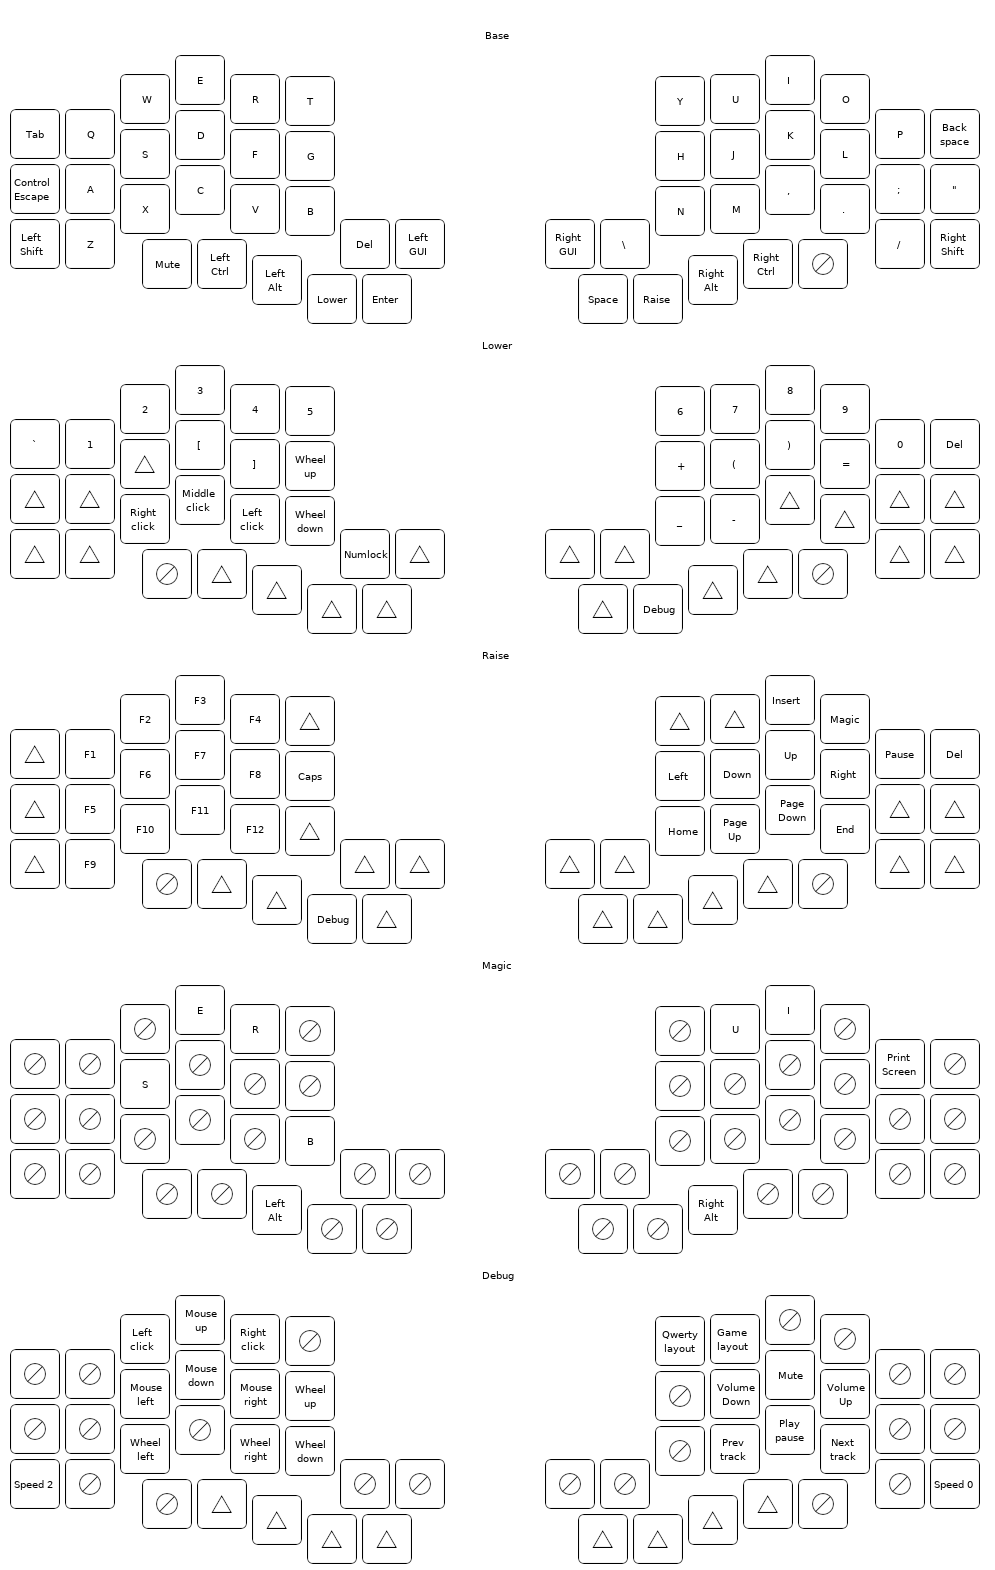 Base
E I
W R T Y U O
Tab Q D K P Back
space
S F G H J L
Control
Escape
A C , ; "
X V B N M .
Left
Shift
Z Del Left
GUI
Right
GUI
\ / Right
Shift
Mute Left
Ctrl
Left
Alt
Right
Alt
Right
Ctrl
Lower Enter Space Raise
Lower
3 8
2 4 5 6 7 9
` 1 [ ) 0 Del
] Wheel
up
+ ( =
Right
click
Middle
click
Left
click
Wheel
down
_ -
Numlock
Debug
Raise
F3 Insert
F2 F4 Magic
F1 F7 Up Pause Del
F6 F8 Caps Left Down Right
F5 F11 Page
Down
F10 F12 Home Page
Up
End
F9
Debug
Magic
E I
R U
S Print
Screen
B
Left
Alt
Right
Alt
Debug
Mouse
up
Left
click
Right
click
Qwerty
layout
Game
layout
Mouse
down
Mute
Mouse
left
Mouse
right
Wheel
up
Volume
Down
Volume
Up
Play
pause
Wheel
left
Wheel
right
Wheel
down
Prev
track
Next
track
Speed 2 Speed 0